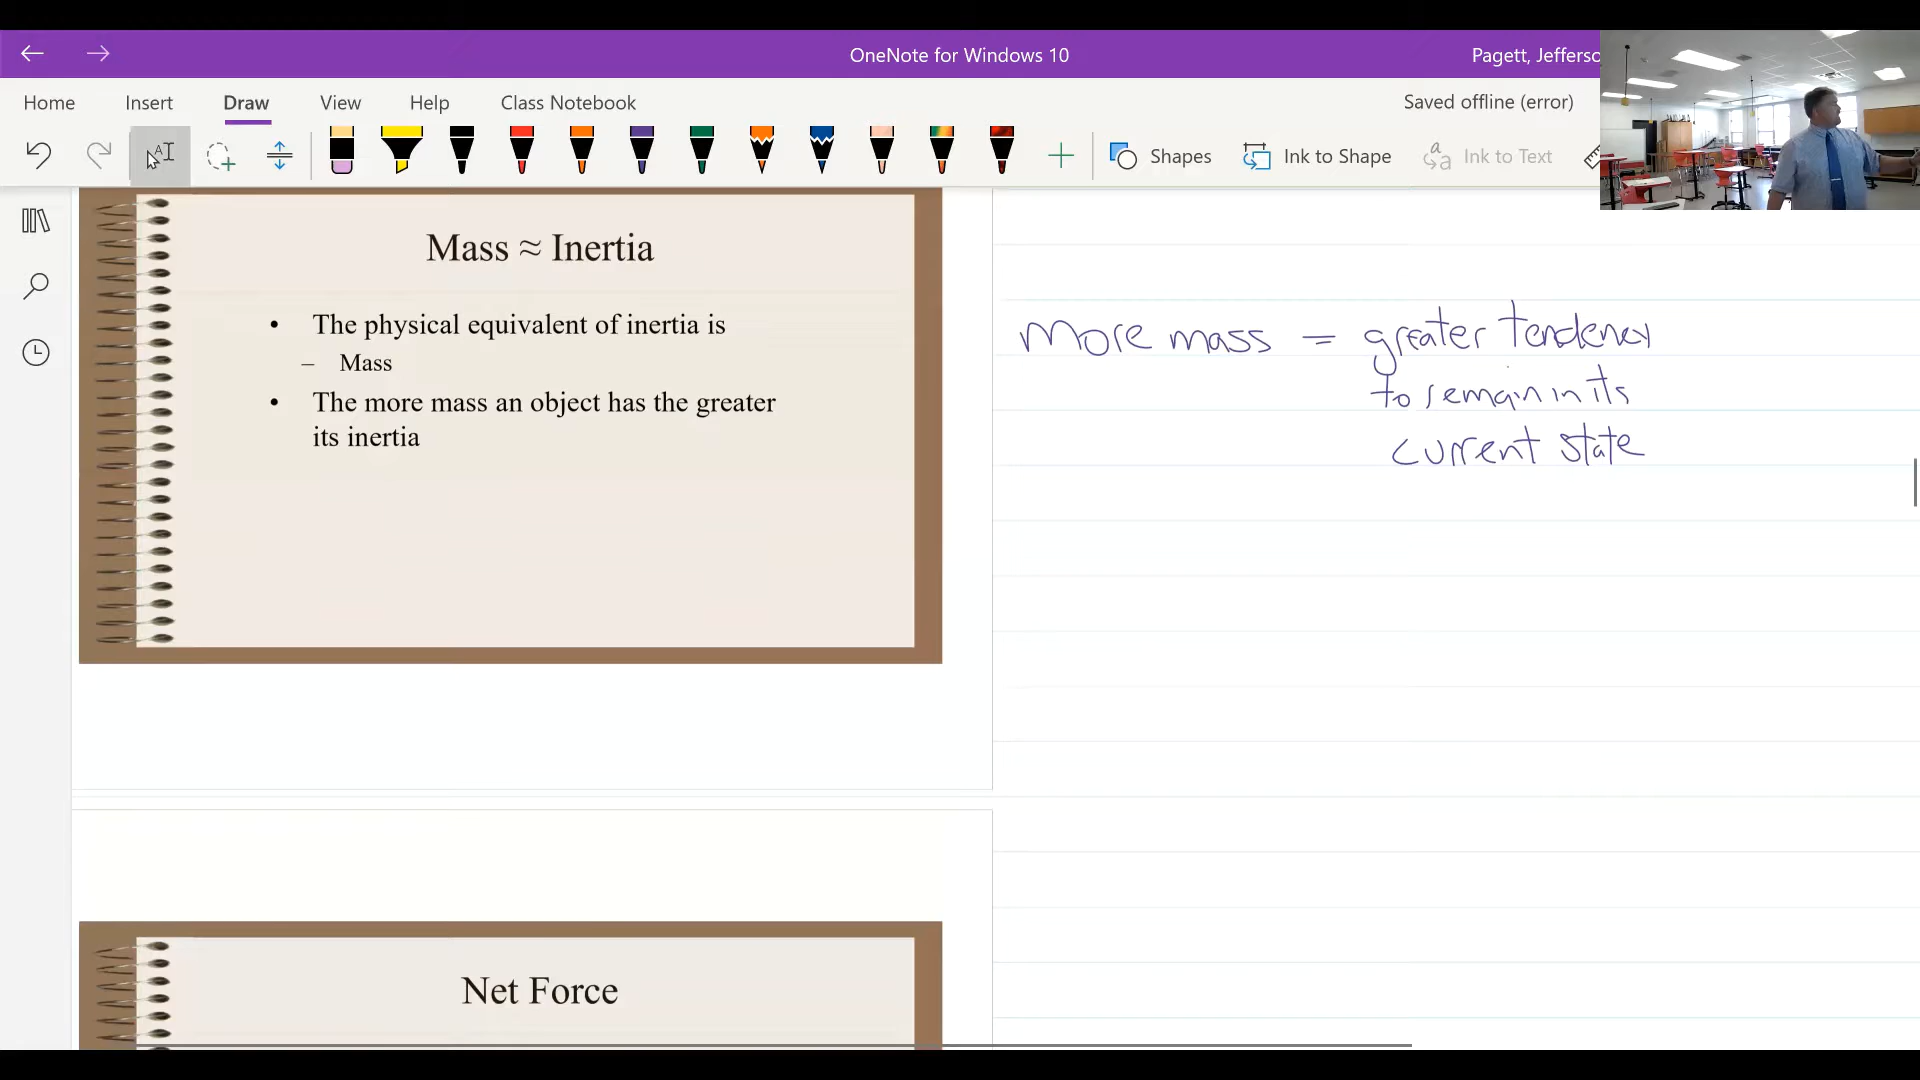 OneNote for Windows 10
Pagett, Jefferso
Home Insert Draw View Help Class Notebook
Saved offline (error)
Shapes Ink to Shape Ink to Text
Mass ≈ Inertia
• The physical equivalent of inertia is
– Mass
• The more mass an object has the greater
its inertia
More mass = greater tendency
to remain in its
current state
Net Force